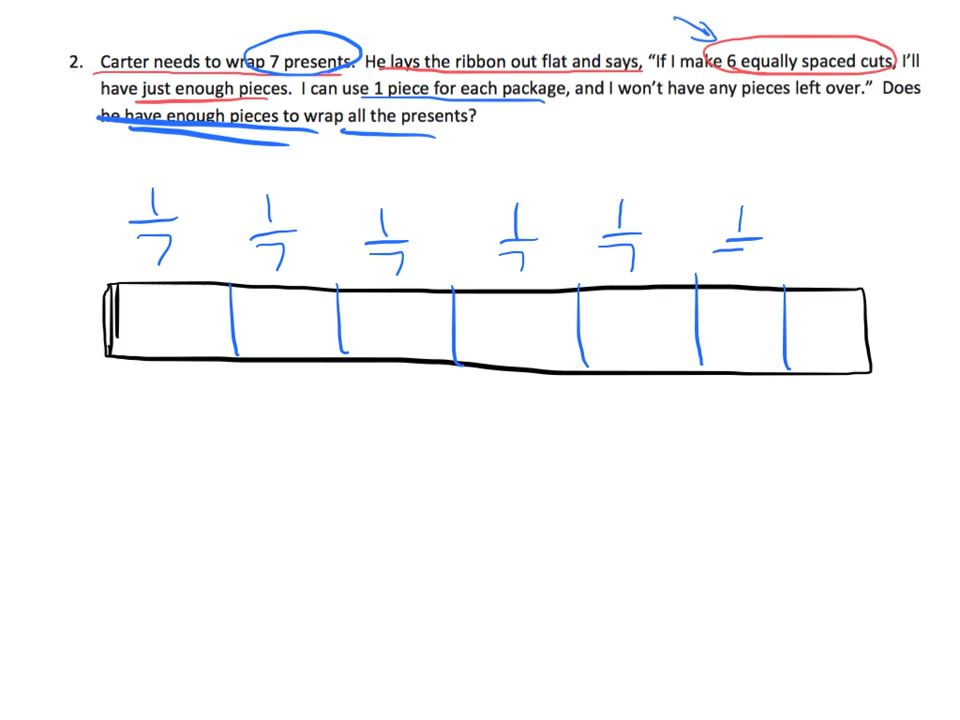 2. Carter needs to wrap 7 presents. He lays the ribbon out flat and says, “If I make 6 equally spaced cuts, I’ll
have just enough pieces. I can use 1 piece for each package, and I won’t have any pieces left over.” Does
he have enough pieces to wrap all the presents?
1/7 1/7 1/7 1/7 1/7 1/